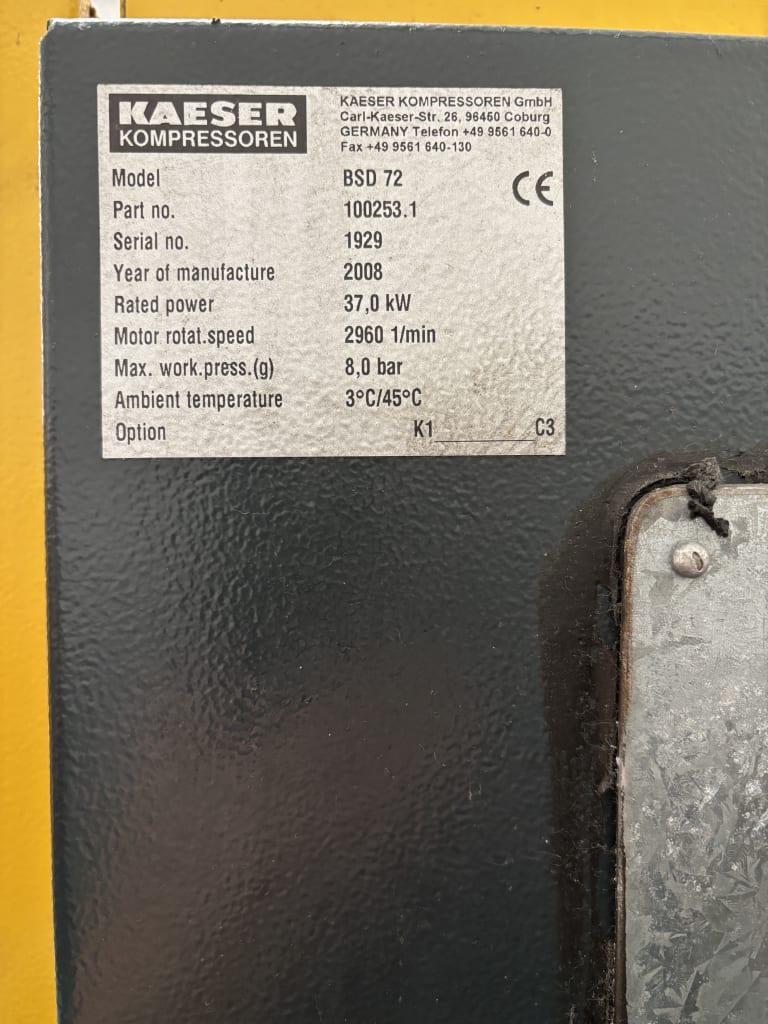 KAESER
KOMPRESSOREN
KAESER KOMPRESSOREN GmbH
Carl-Kaeser-Str. 26, 96450 Coburg
GERMANY Telefon +49 9561 640-0
Fax +49 9561 640-130
CE
Model BSD 72
Part no. 100253.1
Serial no. 1929
Year of manufacture 2008
Rated power 37,0 kW
Motor rotat.speed 2960 1/min
Max. work.press.(g) 8,0 bar
Ambient temperature 3°C/45°C
Option K1__________C3